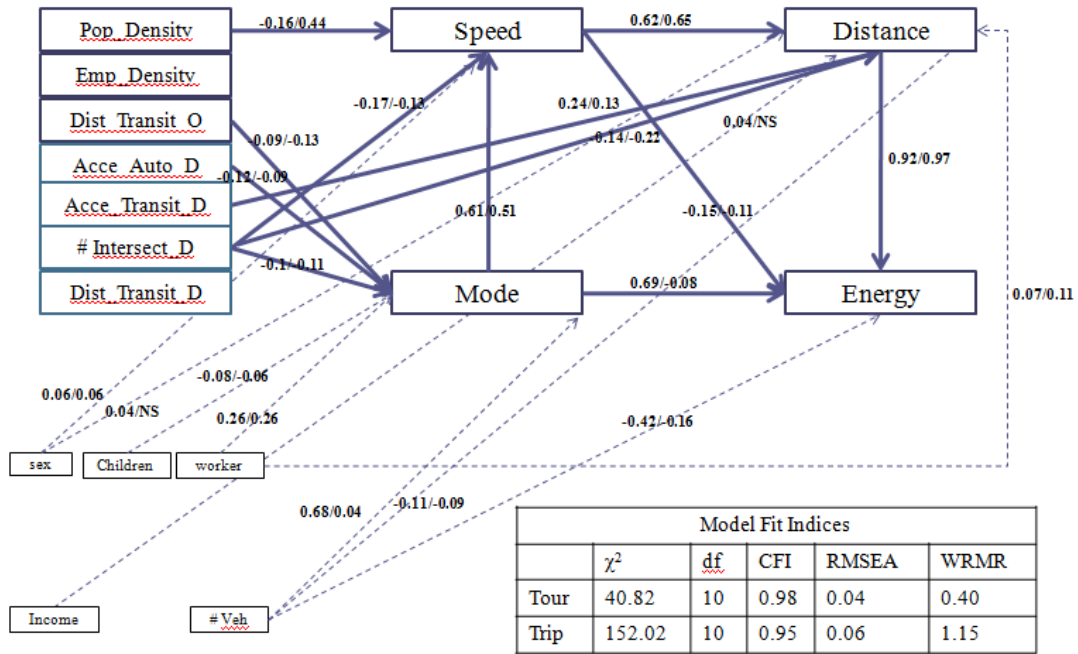 Pop_Density
-0.16/0.44
Speed
0.62/0.65
Distance
Emp_Density
Dist_Transit_O
-0.17/-0.13
0.24/0.13
0.04/NS
-0.09/-0.13
-0.14/-0.22
Acce_Auto_D
-0.12/-0.09
0.92/0.97
Acce_Transit_D
0.61/0.51
-0.15/-0.11
# Intersect_D
-0.1/-0.11
Dist_Transit_D
Mode
0.69/-0.08
Energy
0.07/0.11
-0.08/-0.06
0.06/0.06
0.04/NS
0.26/0.26
-0.42/-0.16
sex
Children
worker
0.68/0.04
-0.11/-0.09
Income
# Veh
Model Fit Indices
χ² df CFI RMSEA WRMR
Tour 40.82 10 0.98 0.04 0.40
Trip 152.02 10 0.95 0.06 1.15